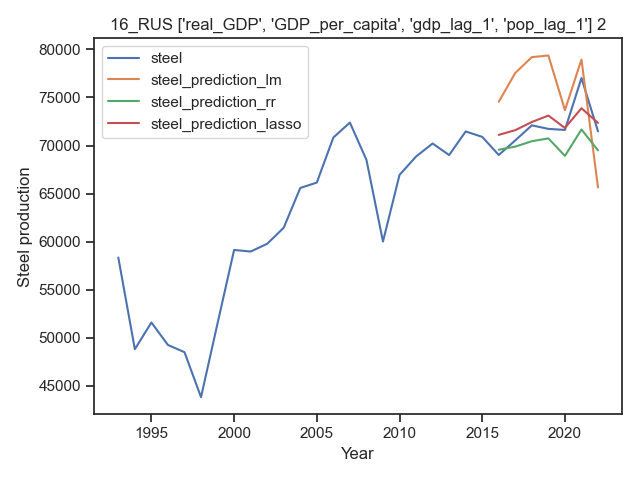 16_RUS ['real_GDP', 'GDP_per_capita', 'gdp_lag_1', 'pop_lag_1'] 2
80000
75000
70000
65000
60000
55000
50000
45000
Steel production
steel
steel_prediction_lm
steel_prediction_rr
steel_prediction_lasso
1995
2000
2005
2010
2015
2020
Year